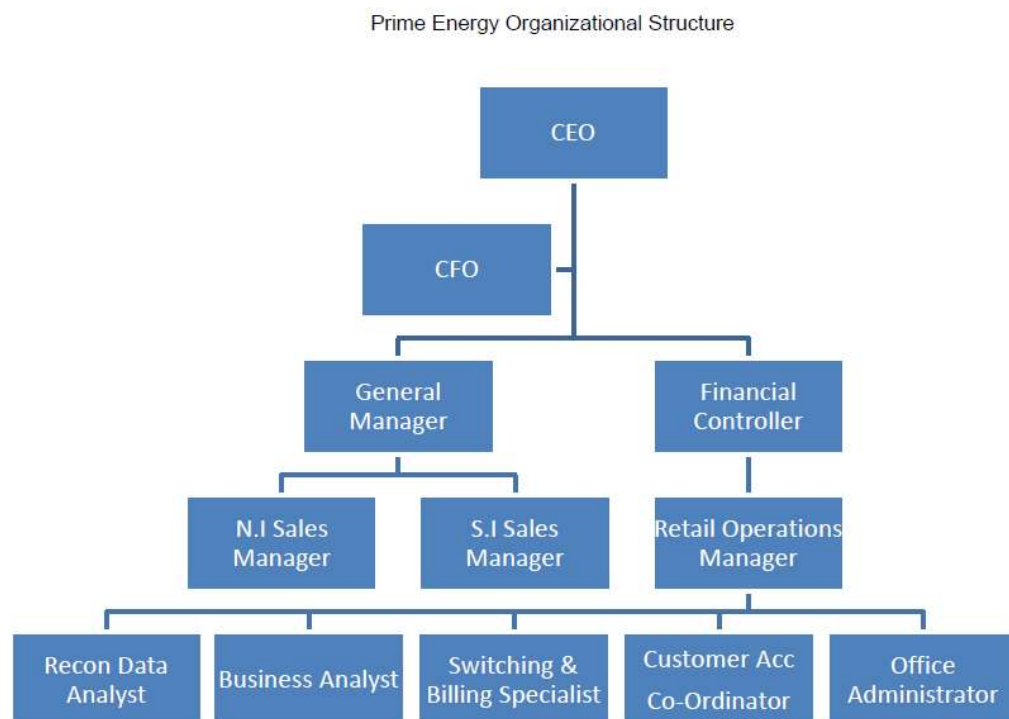 Prime Energy Organizational Structure
CEO
CFO
General
Manager
Financial
Controller
N.I Sales
Manager
S.I Sales
Manager
Retail Operations
Manager
Recon Data
Analyst
Business Analyst
Switching &
Billing Specialist
Customer Acc
Co-Ordinator
Office
Administrator